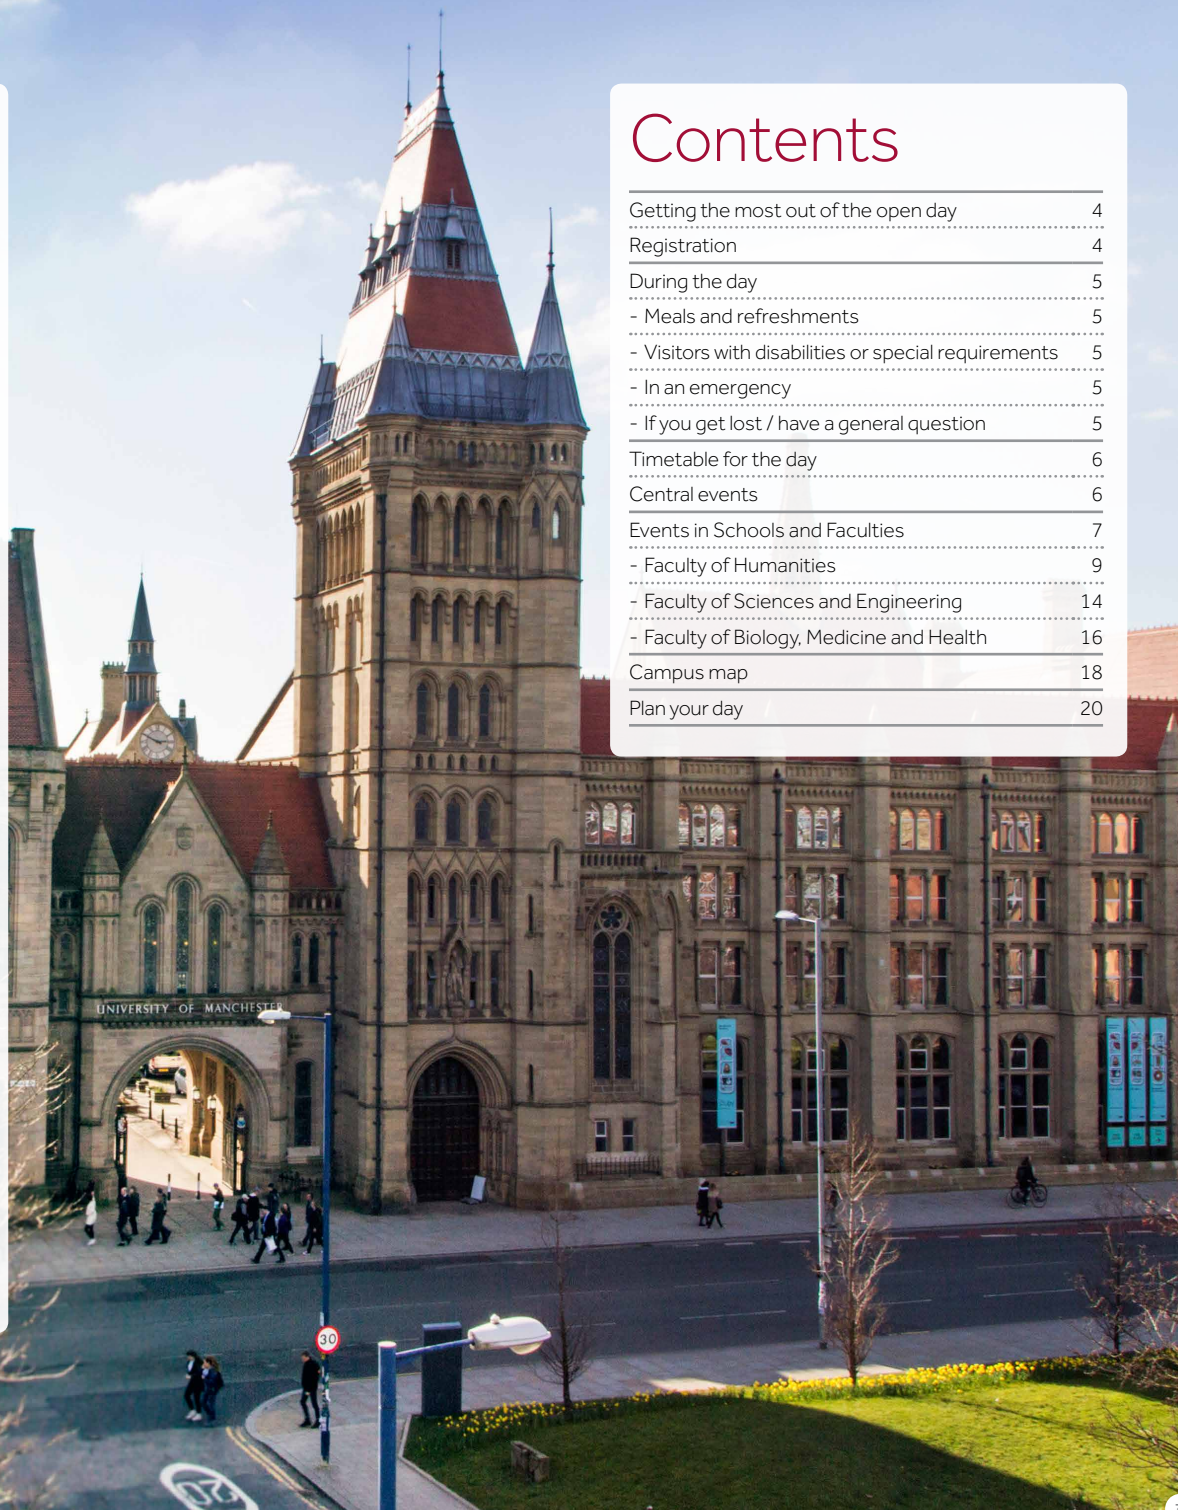 Contents
Getting the most out of the open day 4
Registration 4
During the day 5
- Meals and refreshments 5
- Visitors with disabilities or special requirements 5
- In an emergency 5
- If you get lost / have a general question 5
Timetable for the day 6
Central events 6
Events in Schools and Faculties 7
- Faculty of Humanities 9
- Faculty of Sciences and Engineering 14
- Faculty of Biology, Medicine and Health 16
Campus map 18
Plan your day 20
UNIVERSITY OF MANCHESTER
30
20